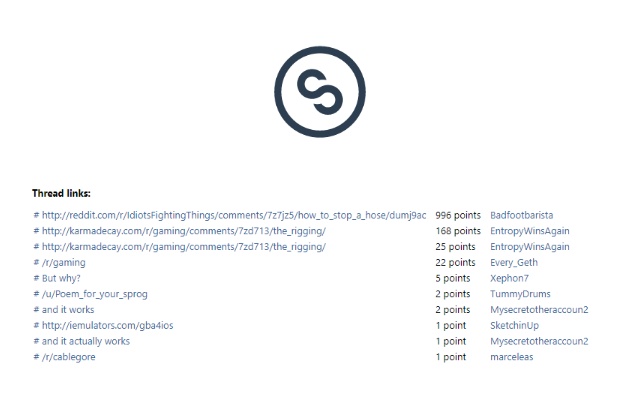 Thread links:
# http://reddit.com/r/IdiotsFightingThings/comments/7z7jz5/how_to_stop_a_hose/dumj9ac 996 points Badfootbarista
# http://karmadecay.com/r/gaming/comments/7zd713/the_rigging/ 168 points EntropyWinsAgain
# http://karmadecay.com/r/gaming/comments/7zd713/the_rigging/ 25 points EntropyWinsAgain
# /r/gaming 22 points Every_Geth
# But why? 5 points Xephon7
# /u/Poem_for_your_sprog 2 points TummyDrums
# and it works 2 points Mysecretotheraccoun2
# http://iemulators.com/gba4ios 1 point SketchinUp
# and it actually works 1 point Mysecretotheraccoun2
# /r/cablegore 1 point marceleas